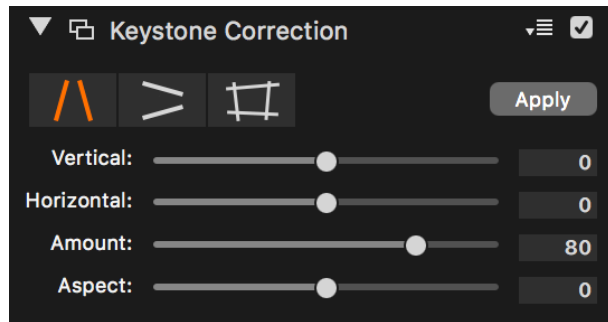 Keystone Correction
Apply
Vertical: 0
Horizontal: 0
Amount: 80
Aspect: 0